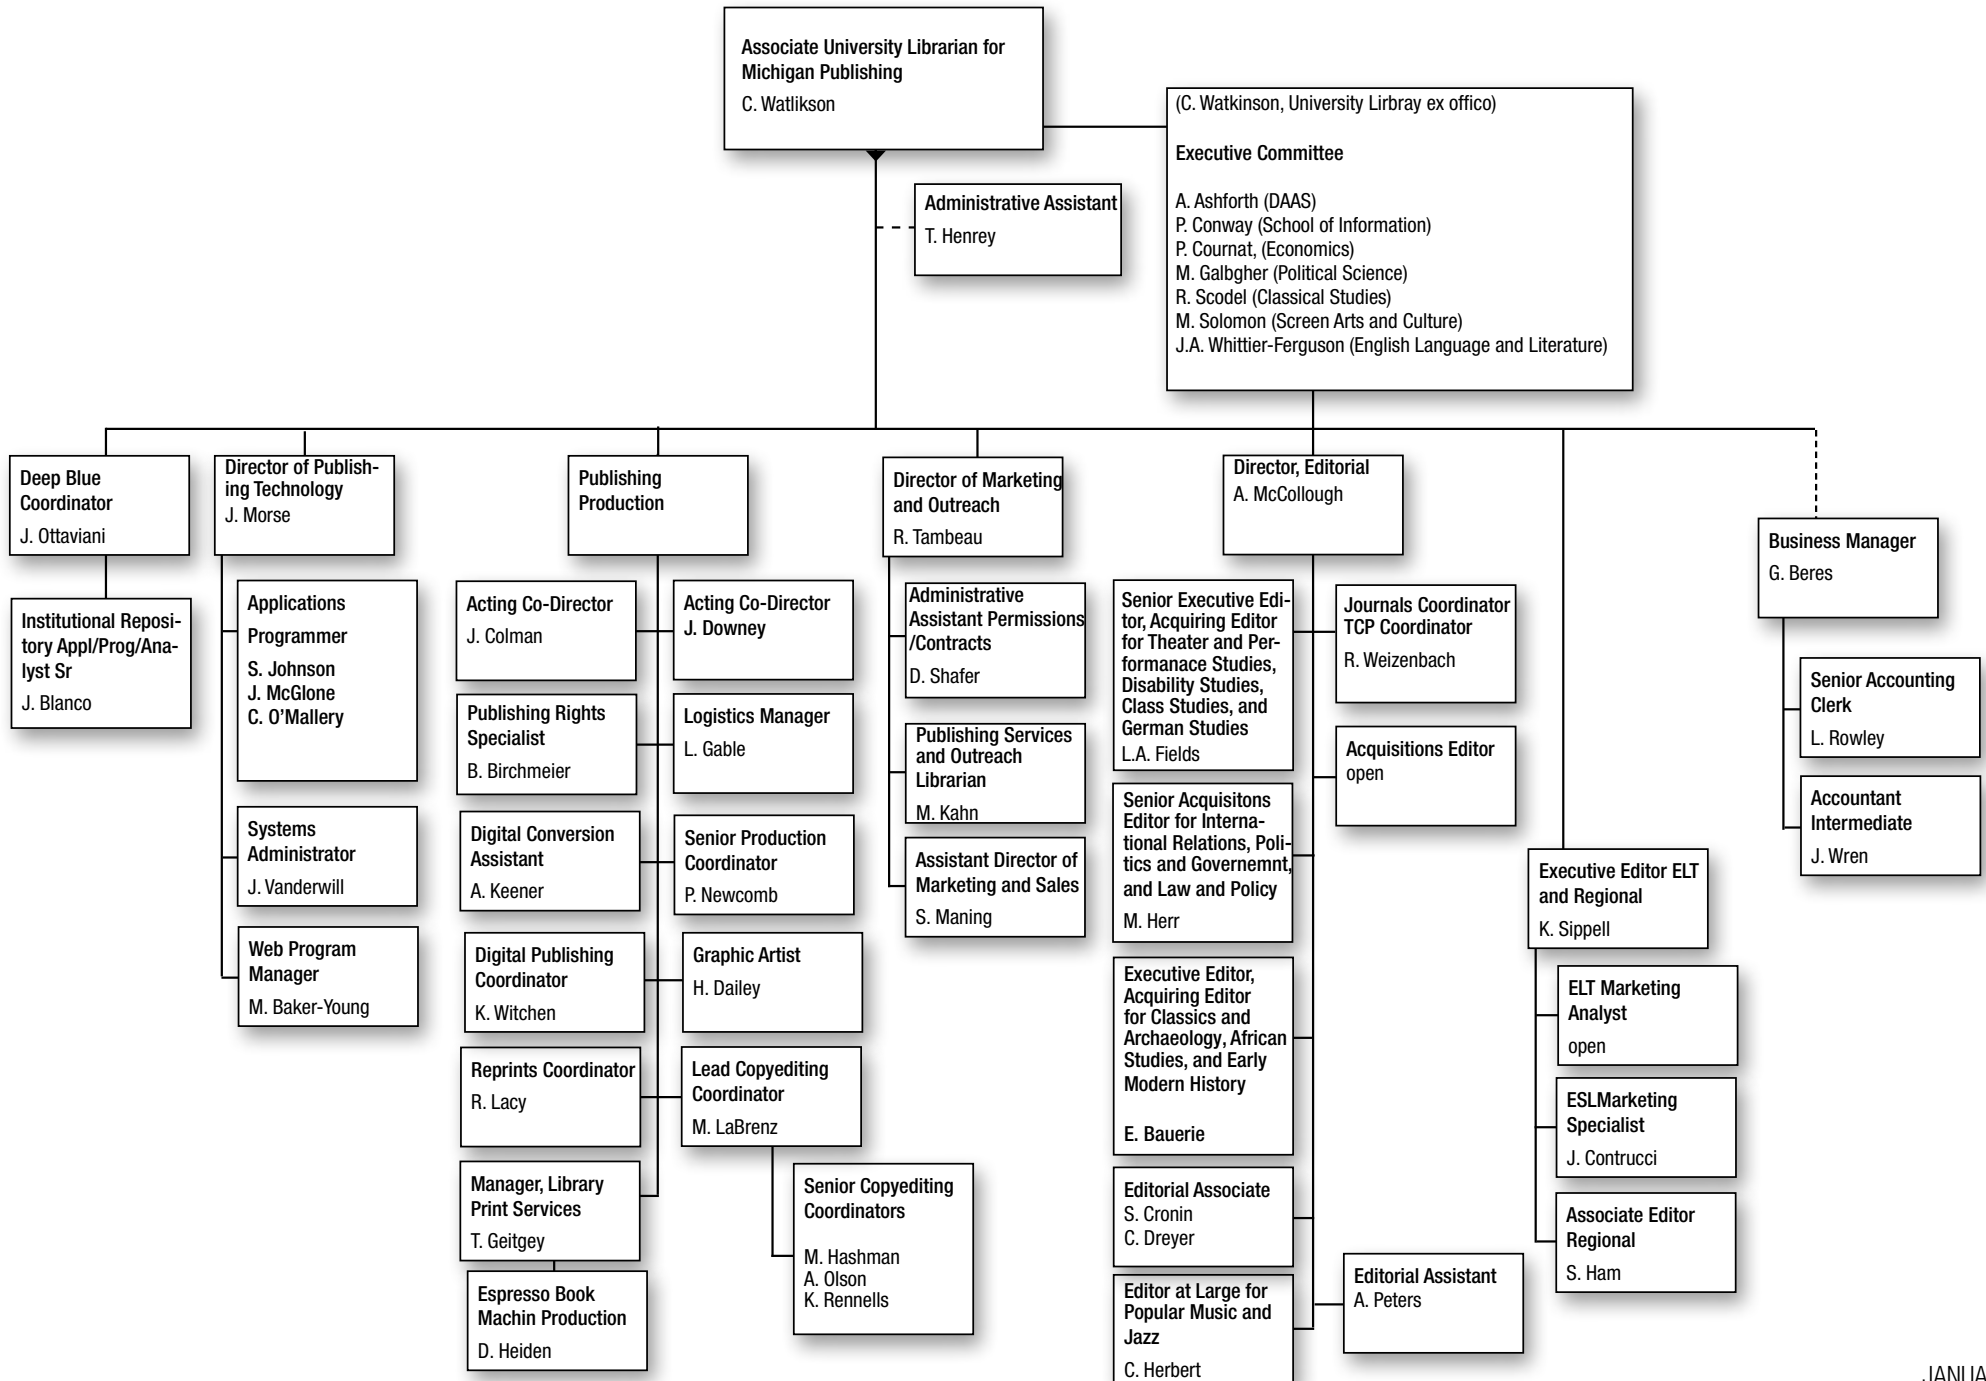 Associate University Librarian for
Michigan Publishing
C. Watlikson
(C. Watkinson, University Lirbray ex offico)
Executive Committee
A. Ashforth (DAAS)
P. Conway (School of Information)
P. Cournat, (Economics)
M. Galbgher (Political Science)
R. Scodel (Classical Studies)
M. Solomon (Screen Arts and Culture)
J.A. Whittier-Ferguson (English Language and Literature)
Administrative Assistant
T. Henrey
Deep Blue
Coordinator
J. Ottaviani
Institutional Reposi-
tory Appl/Prog/Ana-
lyst Sr
J. Blanco
Director of Publish-
ing Technology
J. Morse
Applications
Programmer
S. Johnson
J. McGlone
C. O'Mallery
Systems
Administrator
J. Vanderwill
Web Program
Manager
M. Baker-Young
Publishing
Production
Acting Co-Director
J. Colman
Acting Co-Director
J. Downey
Publishing Rights
Specialist
B. Birchmeier
Logistics Manager
L. Gable
Digital Conversion
Assistant
A. Keener
Senior Production
Coordinator
P. Newcomb
Digital Publishing
Coordinator
K. Witchen
Graphic Artist
H. Dailey
Reprints Coordinator
R. Lacy
Lead Copyediting
Coordinator
M. LaBrenz
Manager, Library
Print Services
T. Geitgey
Senior Copyediting
Coordinators
M. Hashman
A. Olson
K. Rennells
Espresso Book
Machin Production
D. Heiden
Director of Marketing
and Outreach
R. Tambeau
Administrative
Assistant Permissions
/Contracts
D. Shafer
Publishing Services
and Outreach
Librarian
M. Kahn
Assistant Director of
Marketing and Sales
S. Maning
Director, Editorial
A. McCollough
Senior Executive Edi-
tor, Acquiring Editor
for Theater and Per-
formanace Studies,
Disability Studies,
Class Studies, and
German Studies
L.A. Fields
Journals Coordinator
TCP Coordinator
R. Weizenbach
Acquisitions Editor
open
Senior Acquisitons
Editor for Interna-
tional Relations, Poli-
tics and Governemnt,
and Law and Policy
M. Herr
Executive Editor,
Acquiring Editor
for Classics and
Archaeology, African
Studies, and Early
Modern History
E. Bauerie
Editorial Associate
S. Cronin
C. Dreyer
Editor at Large for
Popular Music and
Jazz
C. Herbert
Editorial Assistant
A. Peters
Executive Editor ELT
and Regional
K. Sippell
ELT Marketing
Analyst
open
ESLMarketing
Specialist
J. Contrucci
Associate Editor
Regional
S. Ham
Business Manager
G. Beres
Senior Accounting
Clerk
L. Rowley
Accountant
Intermediate
J. Wren